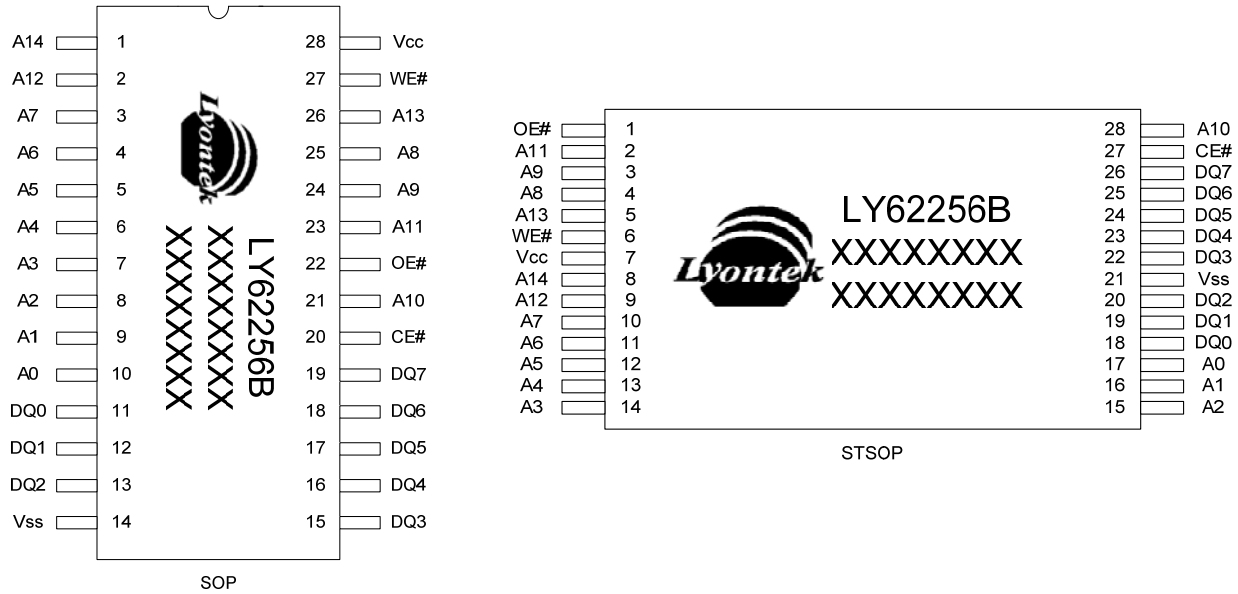 A14 1 28 Vcc
A12 2 27 WE#
A7 3 26 A13
A6 4 25 A8
A5 5 24 A9
A4 6 23 A11
A3 7 22 OE#
A2 8 21 A10
A1 9 20 CE#
A0 10 19 DQ7
DQ0 11 18 DQ6
DQ1 12 17 DQ5
DQ2 13 16 DQ4
Vss 14 15 DQ3
Lyontek
LY62256B
XXXXXXXX
XXXXXXXX
SOP
OE# 1 28 A10
A11 2 27 CE#
A9 3 26 DQ7
A8 4 25 DQ6
A13 5 24 DQ5
WE# 6 23 DQ4
Vcc 7 22 DQ3
A14 8 21 Vss
A12 9 20 DQ2
A7 10 19 DQ1
A6 11 18 DQ0
A5 12 17 A0
A4 13 16 A1
A3 14 15 A2
Lyontek
LY62256B
XXXXXXXX
XXXXXXXX
STSOP